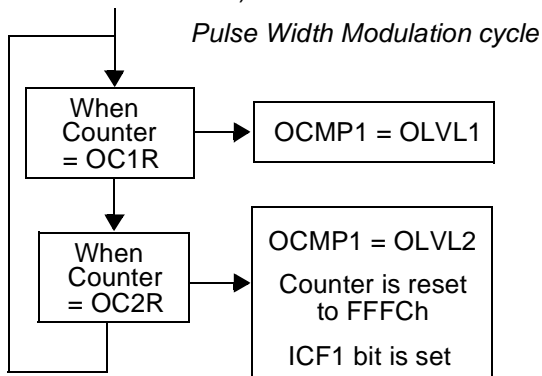 Pulse Width Modulation cycle
When
Counter
= OC1R
OCMP1 = OLVL1
When
Counter
= OC2R
OCMP1 = OLVL2
Counter is reset
to FFFCh
ICF1 bit is set